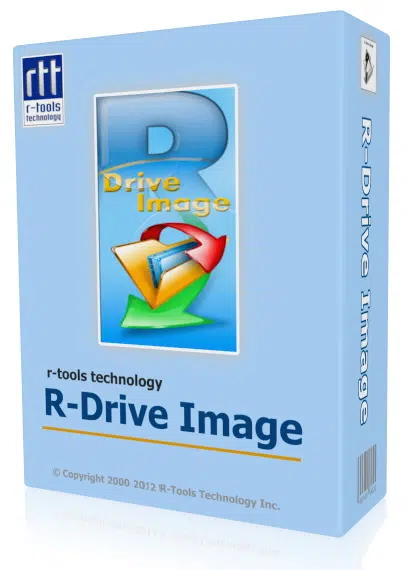 rtt
r-tools
technology
R
Drive
Image
r-tools technology
R-Drive Image
© Copyright 2000 2012 R-Tools Technology Inc.
R-Drive Image